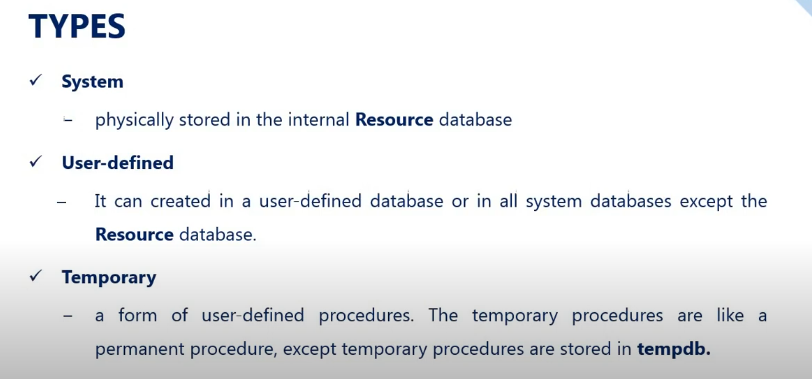 TYPES
✓ System
– physically stored in the internal Resource database
✓ User-defined
– It can created in a user-defined database or in all system databases except the
Resource database.
✓ Temporary
– a form of user-defined procedures. The temporary procedures are like a
permanent procedure, except temporary procedures are stored in tempdb.